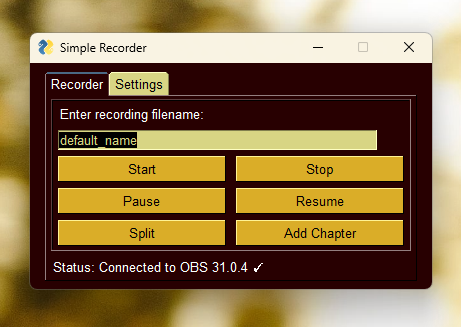 Simple Recorder
Recorder Settings
Enter recording filename:
default_name
Start Stop
Pause Resume
Split Add Chapter
Status: Connected to OBS 31.0.4 ✓